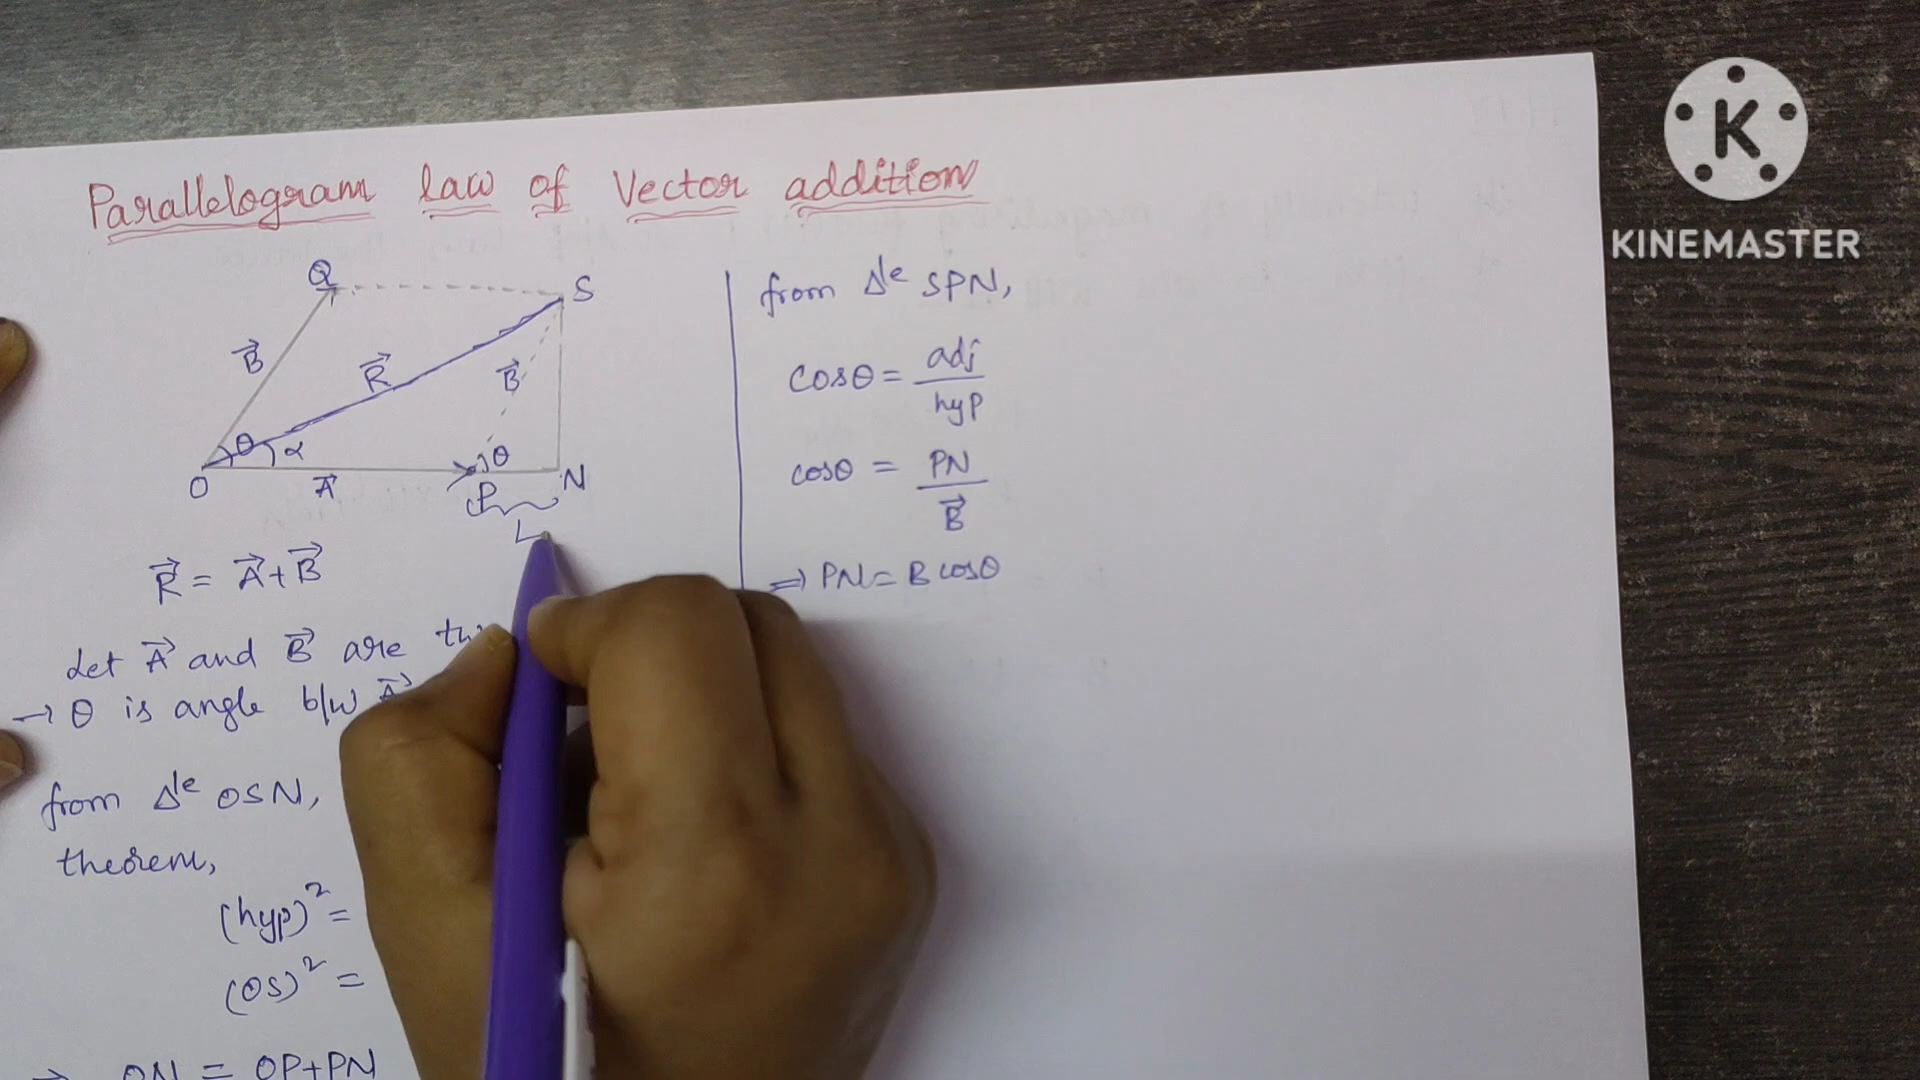 Parallelogram law of Vector addition
Q
S
B⃗
R⃗
B⃗
θ
α
θ
O
A⃗
P
N
R⃗ = A⃗+B⃗
Let A⃗ and B⃗ are
→ θ is angle b/w A⃗
from Δle OSN,
theorem,
(hyp)² =
(OS)² =
⇒ ON = OP+PN
from Δle SPN,
Cosθ = adj/hyp
cosθ = PN/B⃗
⇒ PN = B cosθ
K
KINEMASTER